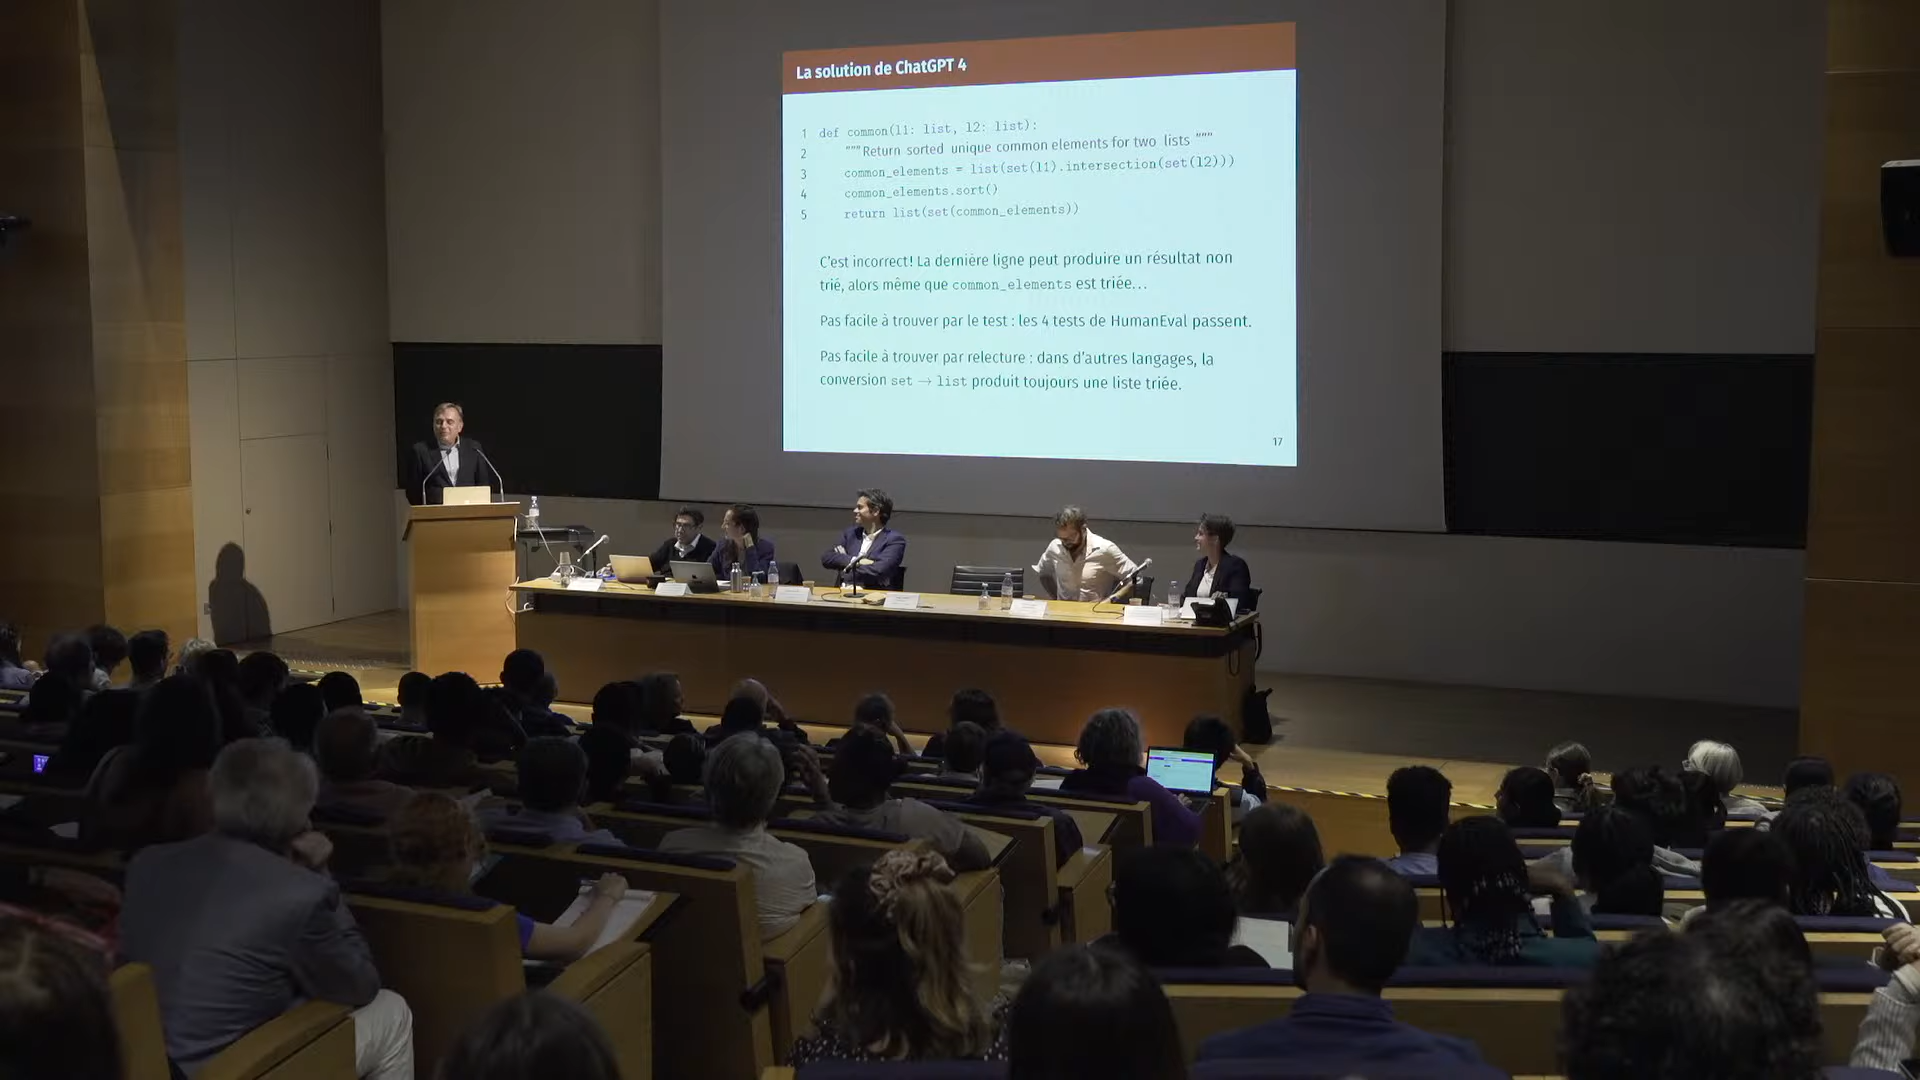 La solution de ChatGPT 4
1 def common(l1: list, l2: list):
2 """Return sorted unique common elements for two lists """
3 common_elements = list(set(l1).intersection(set(l2)))
4 common_elements.sort()
5 return list(set(common_elements))
C'est incorrect! La dernière ligne peut produire un résultat non
trié, alors même que common_elements est triée...
Pas facile à trouver par le test : les 4 tests de HumanEval passent.
Pas facile à trouver par relecture : dans d'autres langages, la
conversion set → list produit toujours une liste triée.
17